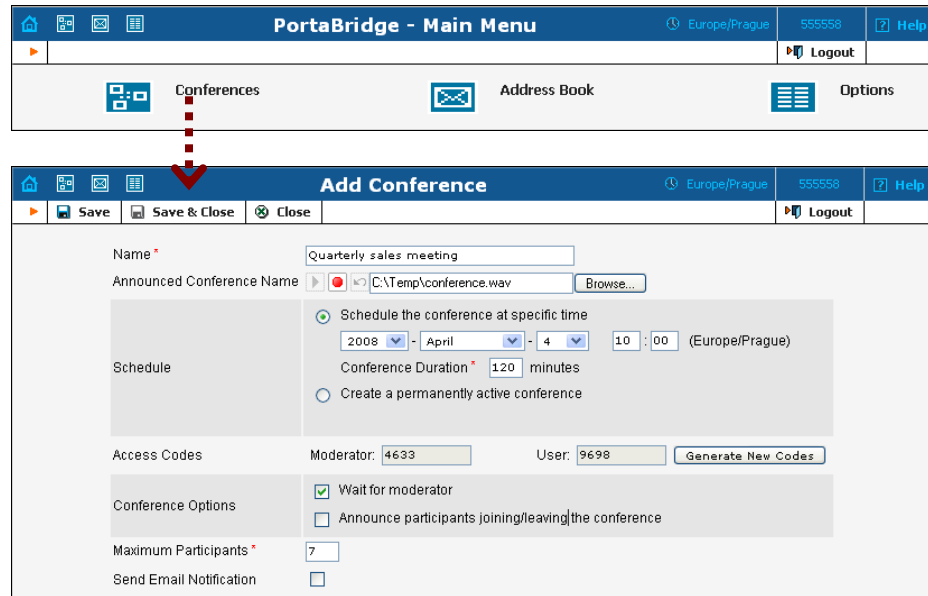 PortaBridge - Main Menu Europe/Prague 555558 ? Help
Logout
Conferences Address Book Options
Add Conference Europe/Prague 555558 ? Help
Save Save & Close Close Logout
Name * Quarterly sales meeting
Announced Conference Name C:\Temp\conference.wav Browse...
Schedule the conference at specific time
2008 - April - 4 10 : 00 (Europe/Prague)
Schedule Conference Duration * 120 minutes
Create a permanently active conference
Access Codes Moderator: 4633 User: 9698 Generate New Codes
Wait for moderator
Conference Options
Announce participants joining/leaving the conference
Maximum Participants * 7
Send Email Notification